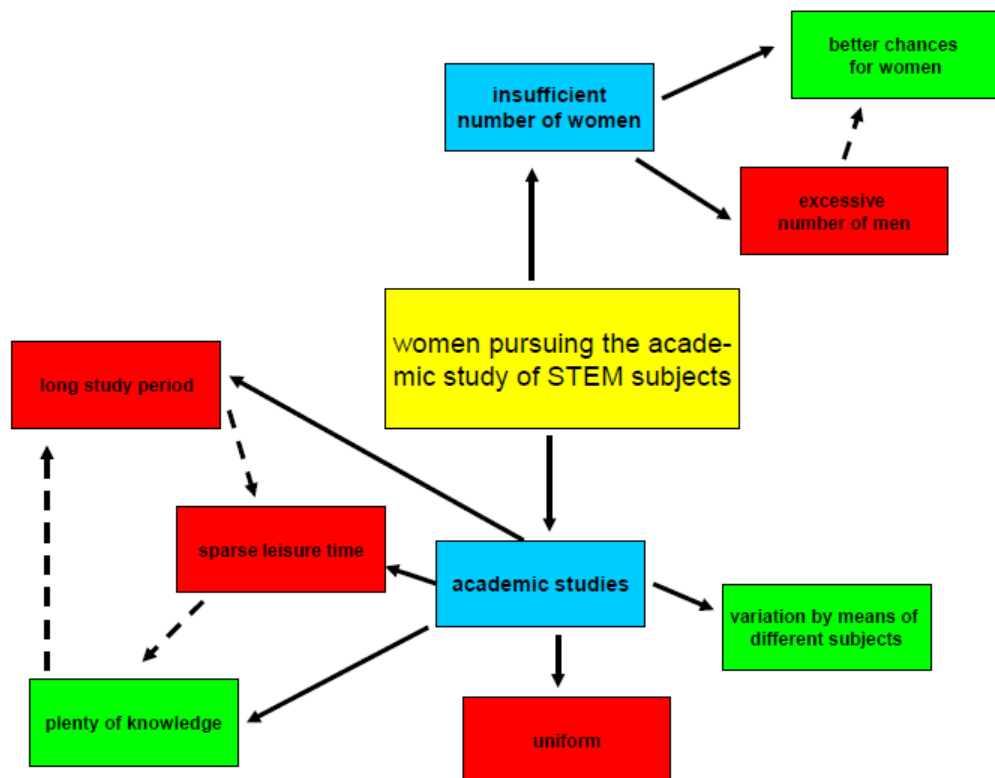 better chances
for women
insufficient
number of women
excessive
number of men
women pursuing the acade-
mic study of STEM subjects
long study period
sparse leisure time
academic studies
variation by means of
different subjects
plenty of knowledge
uniform